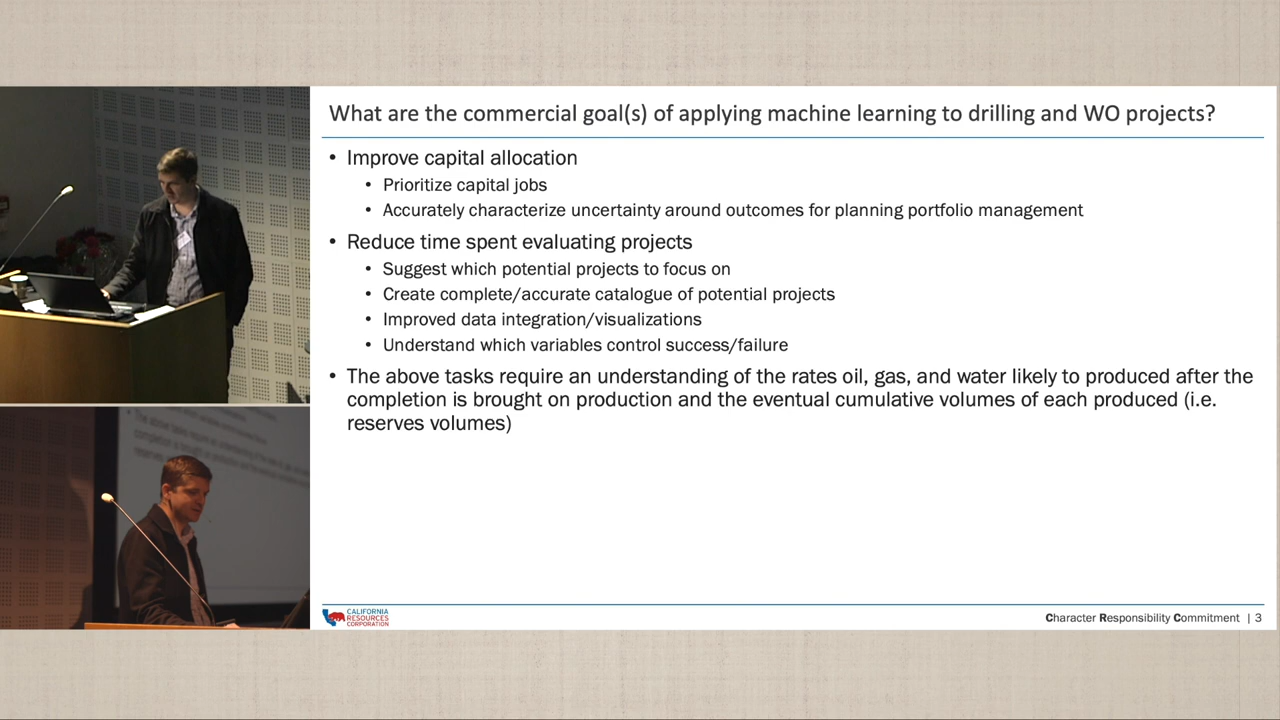 What are the commercial goal(s) of applying machine learning to drilling and WO projects?
• Improve capital allocation
• Prioritize capital jobs
• Accurately characterize uncertainty around outcomes for planning portfolio management
• Reduce time spent evaluating projects
• Suggest which potential projects to focus on
• Create complete/accurate catalogue of potential projects
• Improved data integration/visualizations
• Understand which variables control success/failure
• The above tasks require an understanding of the rates oil, gas, and water likely to produced after the
completion is brought on production and the eventual cumulative volumes of each produced (i.e.
reserves volumes)
CALIFORNIA
RESOURCES
CORPORATION
Character Responsibility Commitment | 3